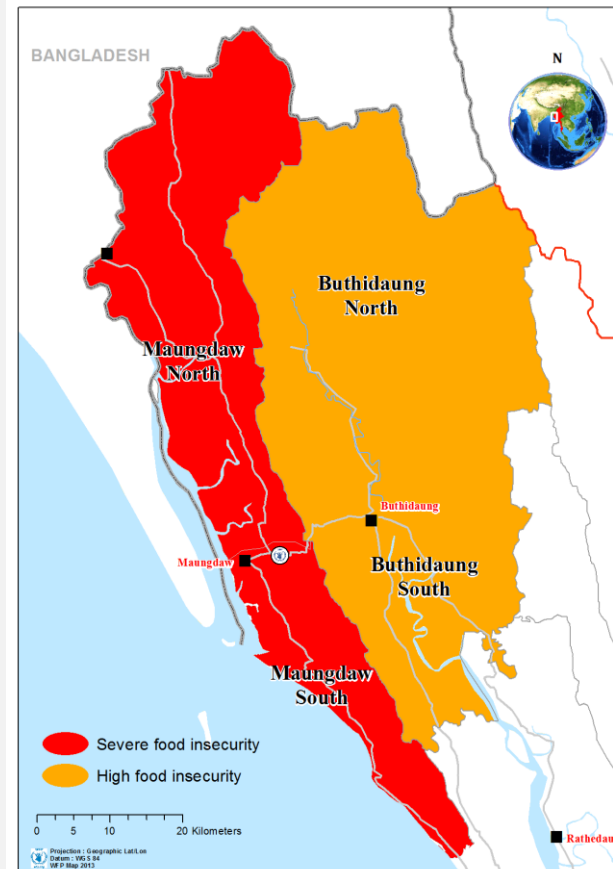 BANGLADESH
N
Buthidaung
North
Maungdaw
North
Buthidaung
Maungdaw
Buthidaung
South
Maungdaw
South
Severe food insecurity
High food insecurity
0 5 10 20 Kilometers
Rathedau
Projection : Geographic Lat/Lon
Datum : WGS 84
WFP Map 2013